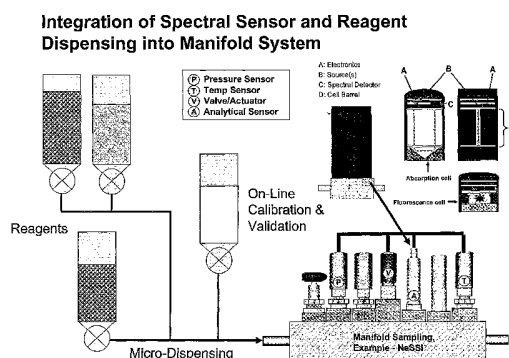 Integration of Spectral Sensor and Reagent
Dispensing into Manifold System
P Pressure Sensor
T Temp Sensor
V Valve/Actuator
A Analytical Sensor
A: Electronics
B: Source(s)
C: Spectral Detector
D: Cell Barrel
A
B
A
C
Absorption cell
Fluorescence cell
On-Line
Calibration &
Validation
Reagents
P
V
A
T
Micro-Dispensing
Manifold Sampling,
Example - NeSSI